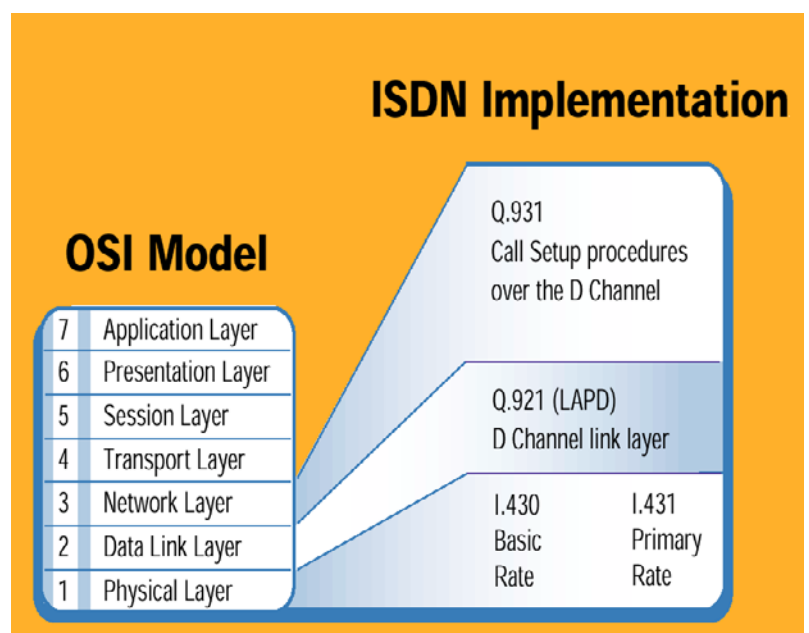 ISDN Implementation
OSI Model
7 Application Layer
6 Presentation Layer
5 Session Layer
4 Transport Layer
3 Network Layer
2 Data Link Layer
1 Physical Layer
Q.931
Call Setup procedures
over the D Channel
Q.921 (LAPD)
D Channel link layer
I.430
Basic
Rate
I.431
Primary
Rate